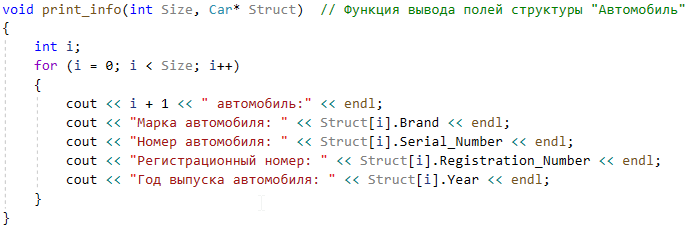 void print_info(int Size, Car* Struct)  // Функция вывода полей структуры "Автомобиль"
{
    int i;
    for (i = 0; i < Size; i++)
    {
        cout << i + 1 << " автомобиль:" << endl;
        cout << "Марка автомобиля: " << Struct[i].Brand << endl;
        cout << "Номер автомобиля: " << Struct[i].Serial_Number << endl;
        cout << "Регистрационный номер: " << Struct[i].Registration_Number << endl;
        cout << "Год выпуска автомобиля: " << Struct[i].Year << endl;
    }
}